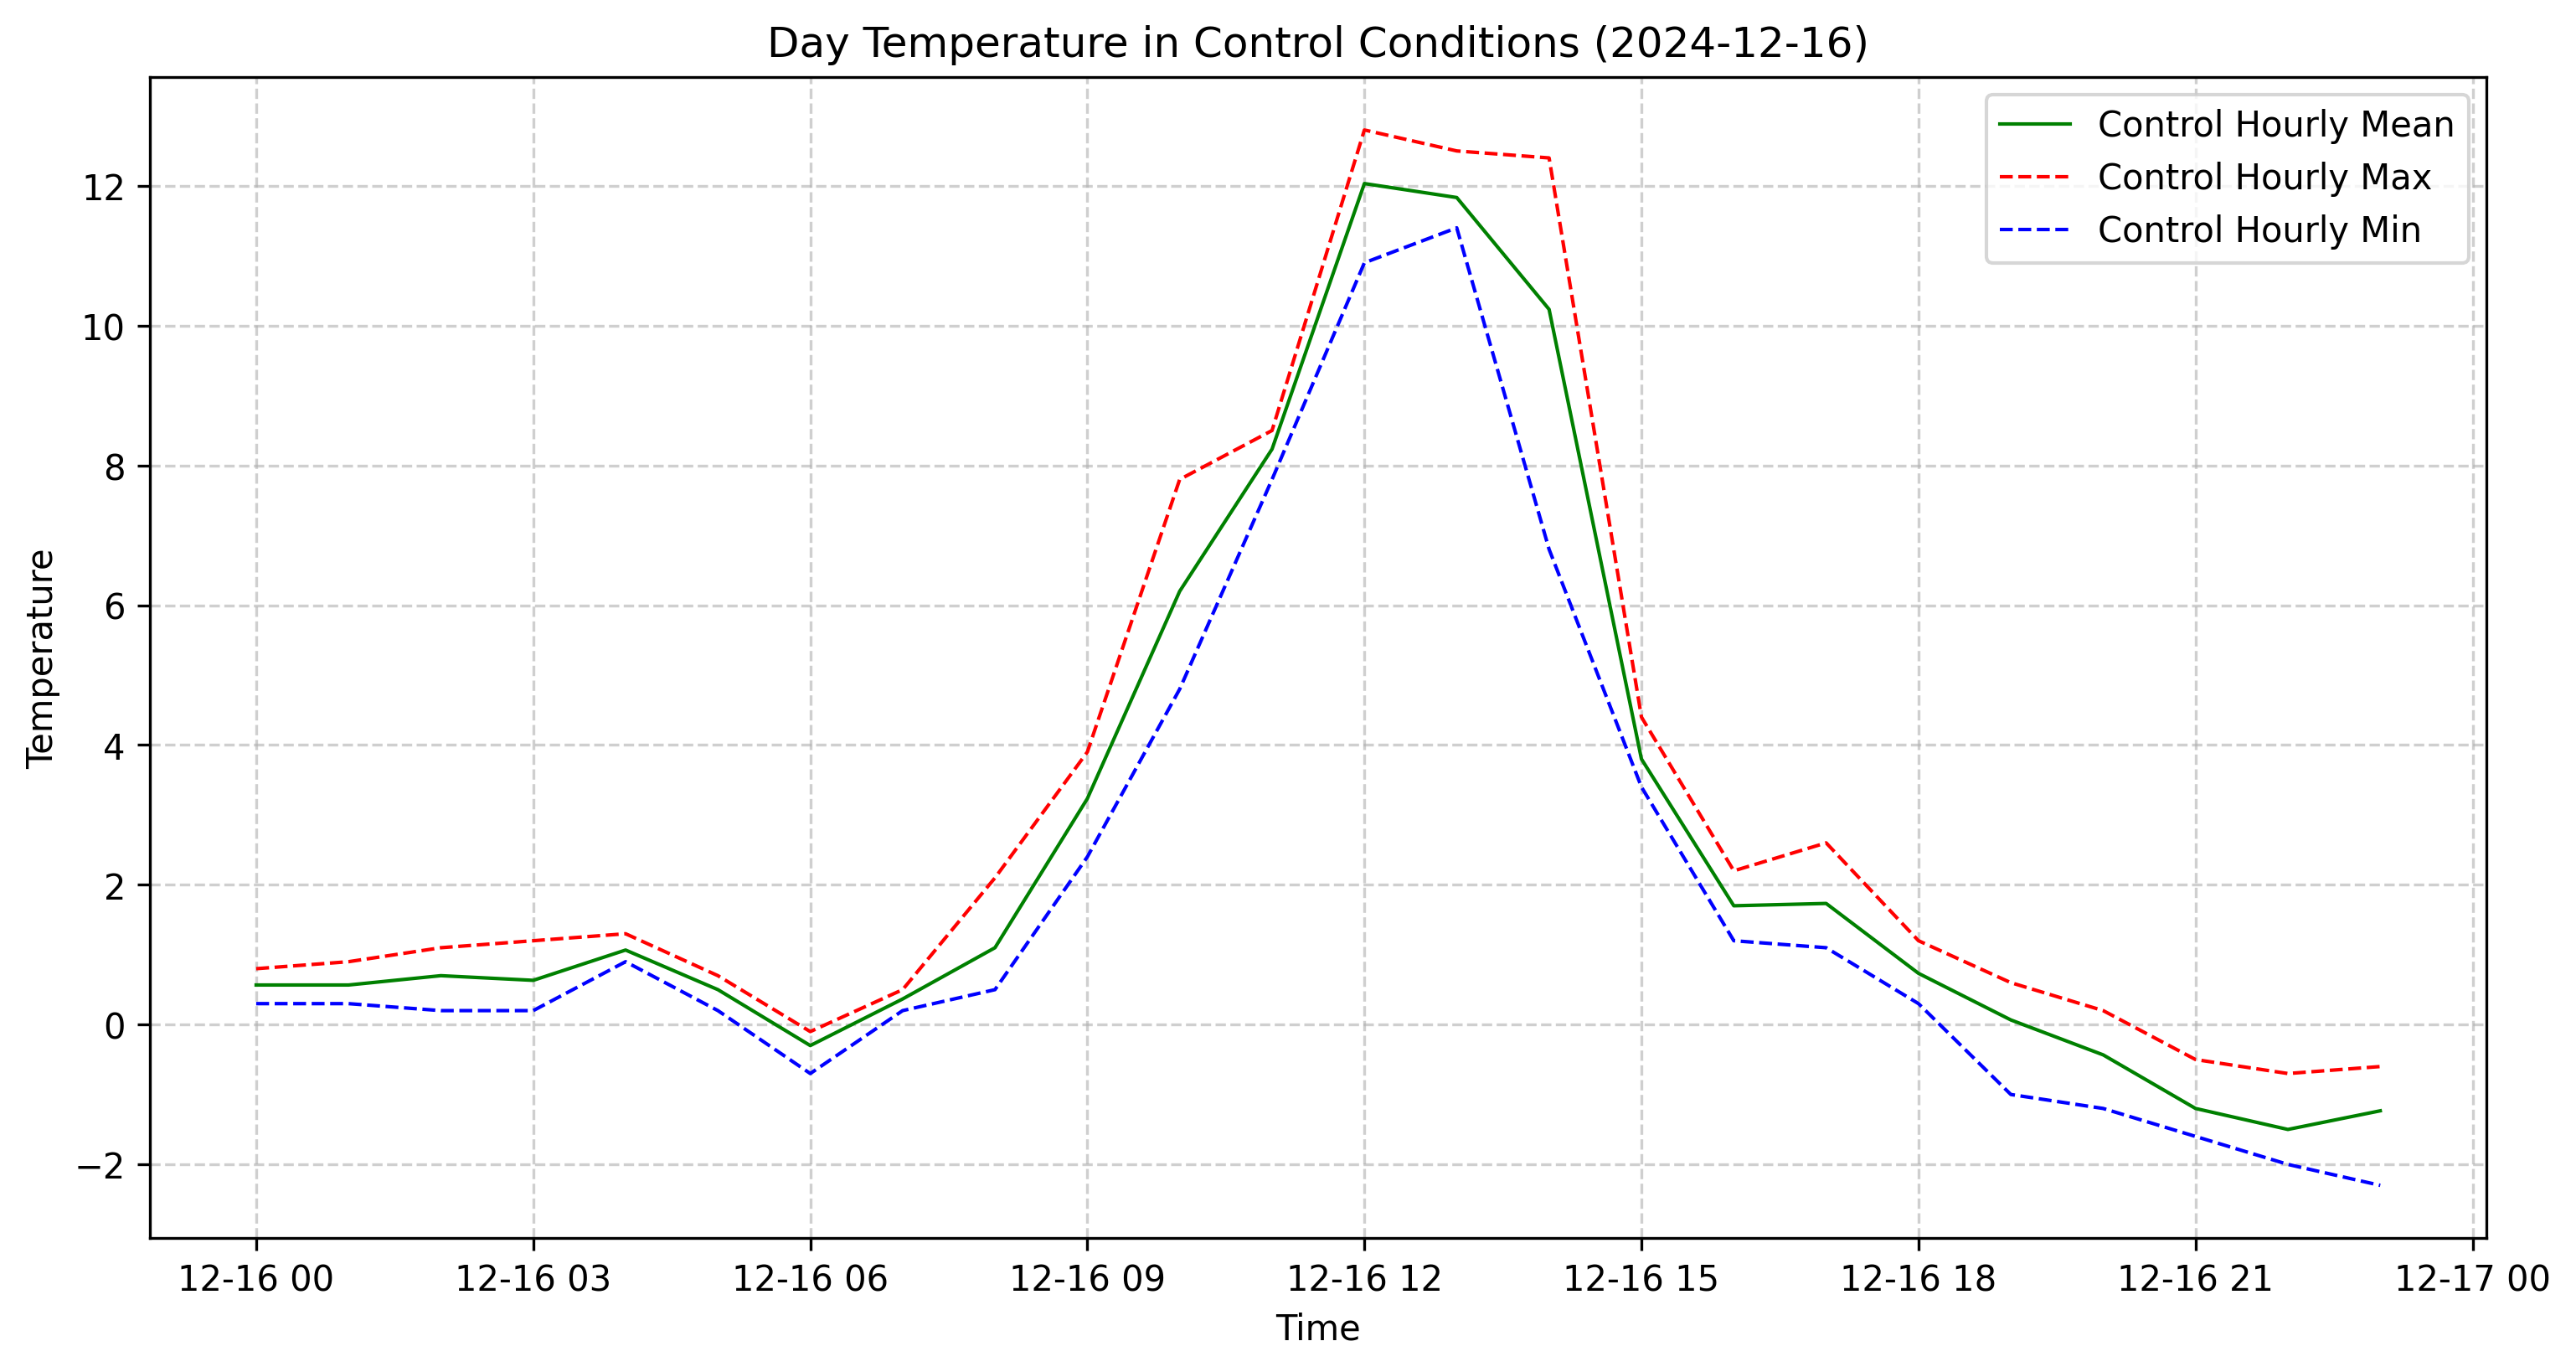 Day Temperature in Control Conditions (2024-12-16)
Control Hourly Mean
Control Hourly Max
Control Hourly Min
12
10
8
6
4
2
0
−2
Temperature
12-16 00
12-16 03
12-16 06
12-16 09
12-16 12
12-16 15
12-16 18
12-16 21
12-17 00
Time